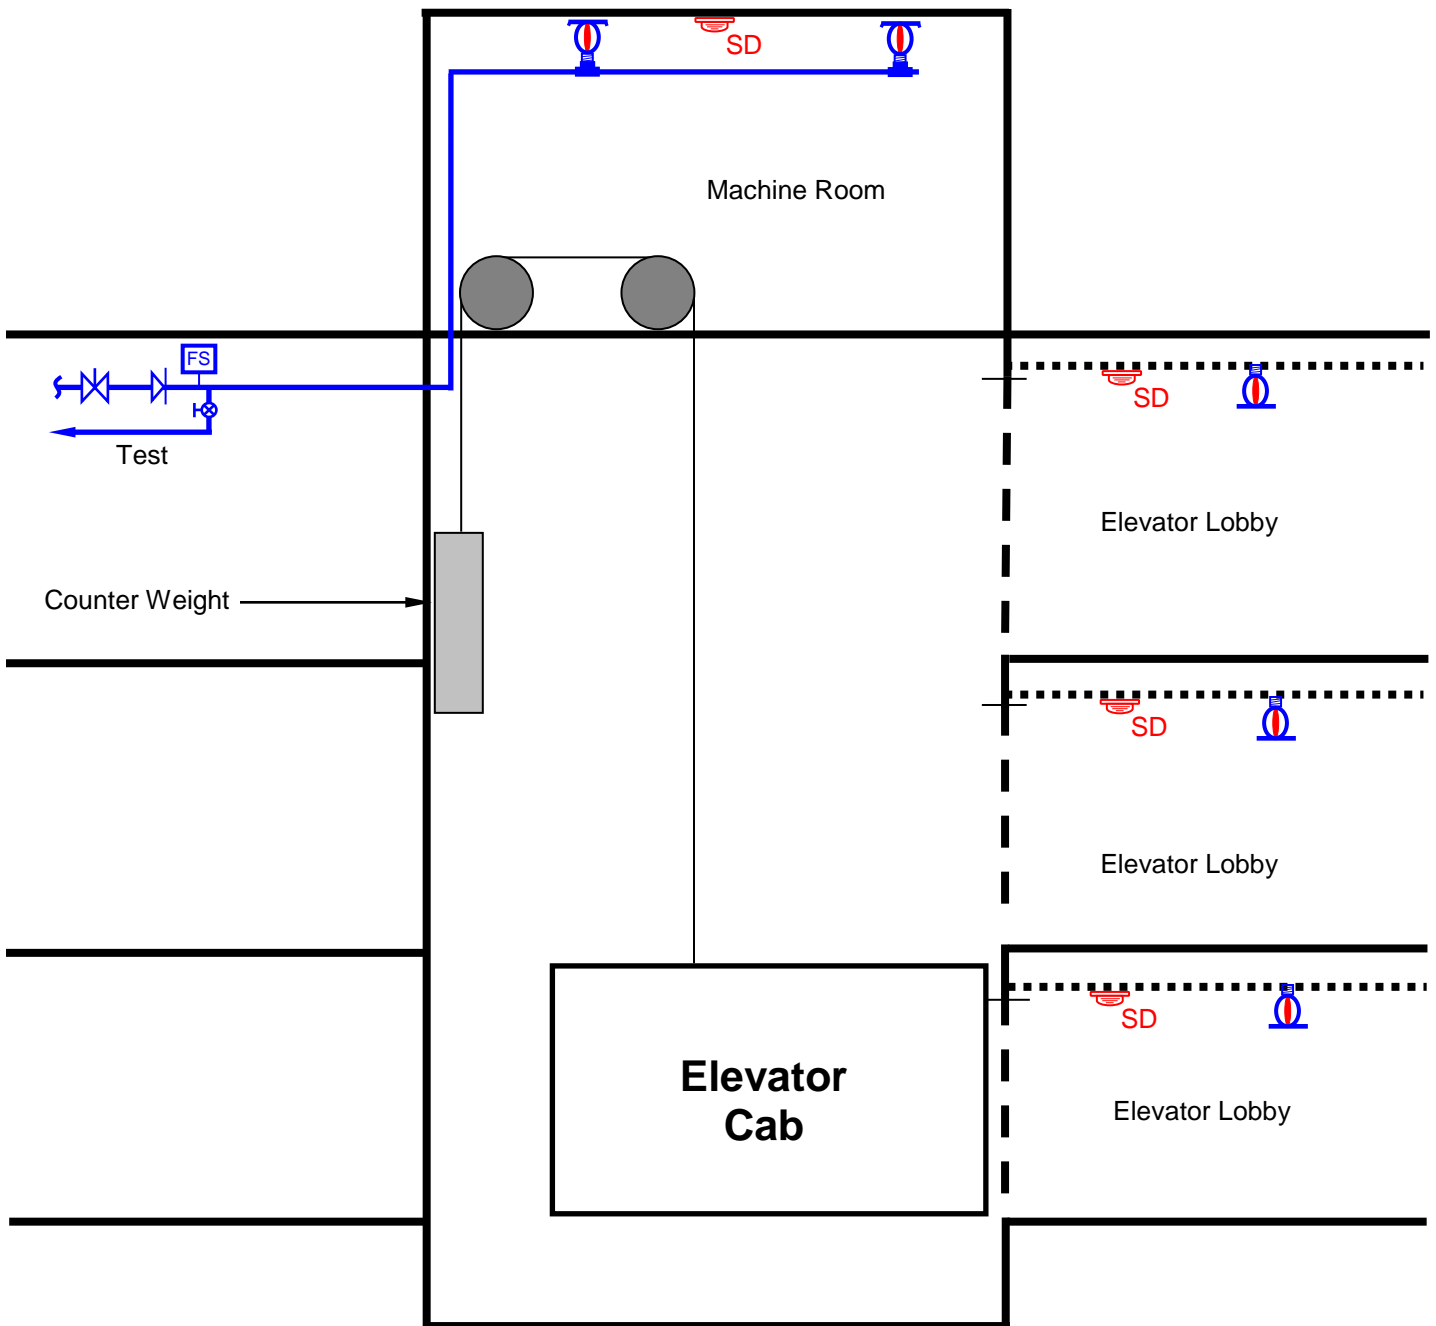 SD
Machine Room
FS
SD
Test
Elevator Lobby
Counter Weight
SD
Elevator Lobby
SD
Elevator
Cab
Elevator Lobby